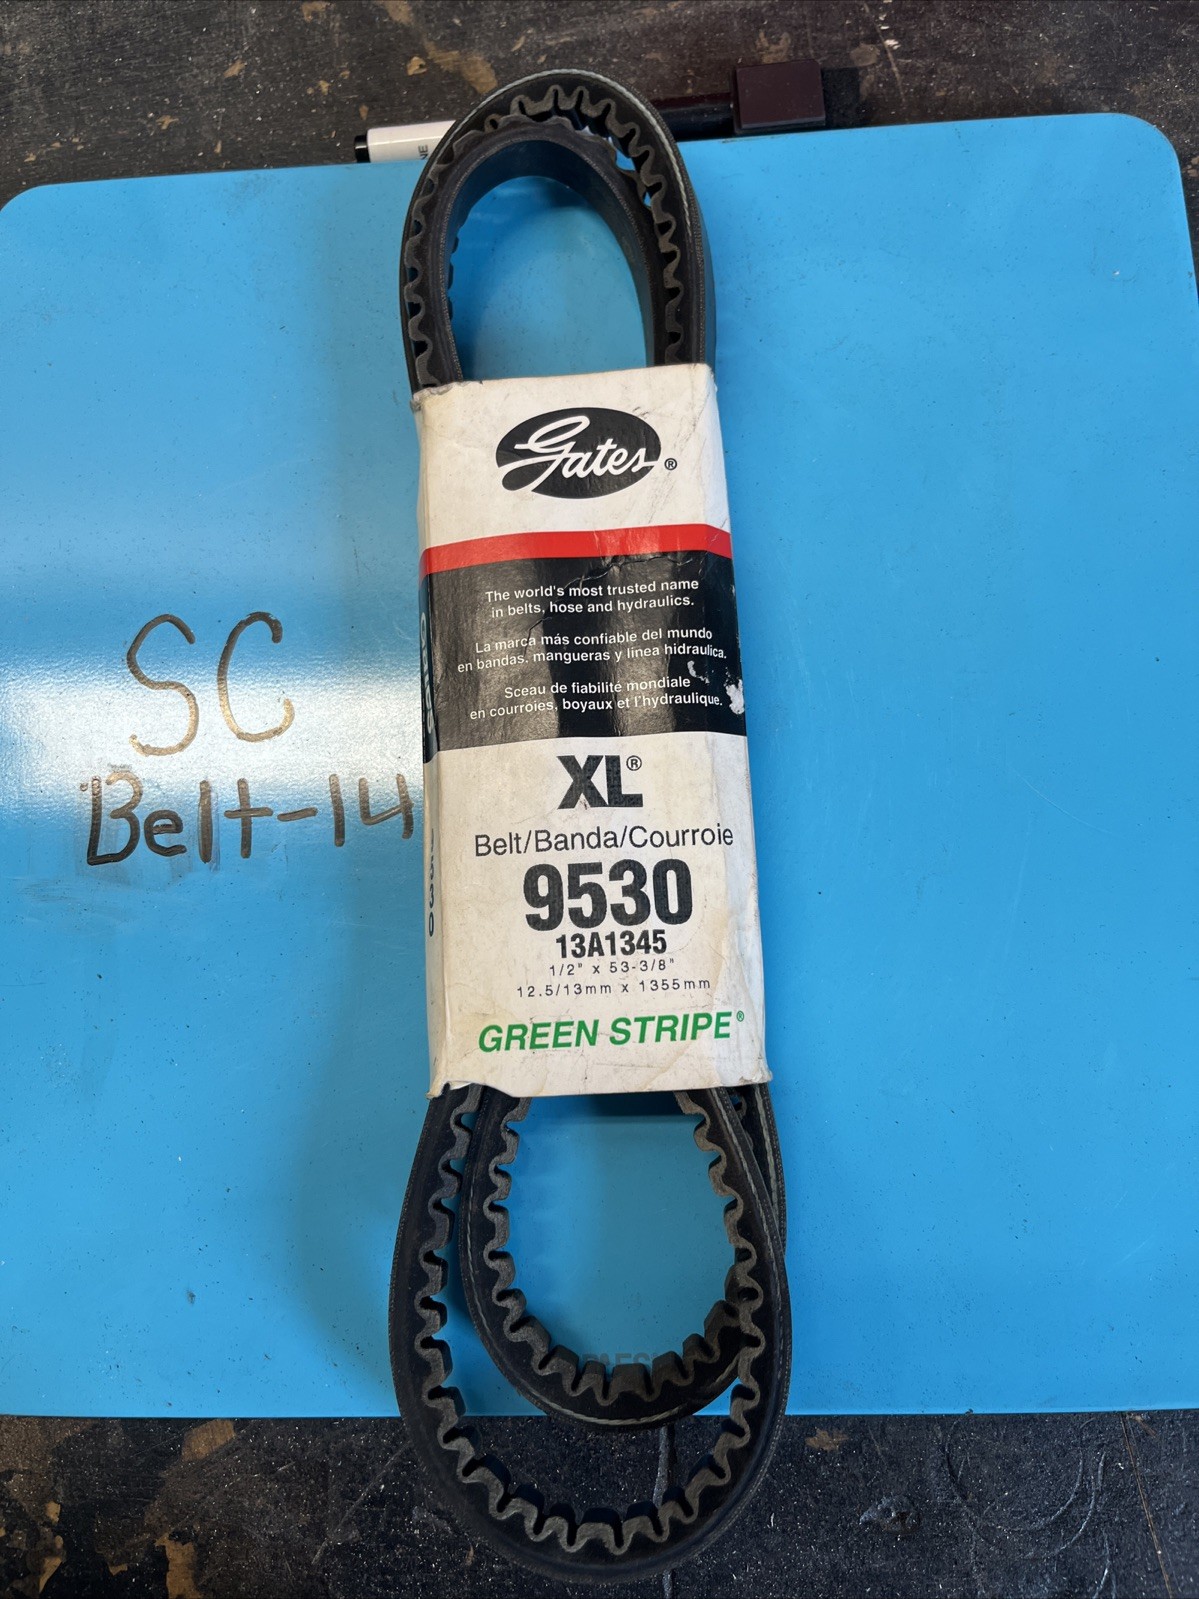 Gates®
The world's most trusted name
in belts, hose and hydraulics.
La marca más confiable del mundo
en bandas, mangueras y línea hidraulica.
Sceau de fiabilité mondiale
en courroies, boyaux et l'hydraulique.
XL®
Belt/Banda/Courroie
9530
13A1345
1/2" x 53-3/8"
12.5/13mm x 1355mm
GREEN STRIPE®
SC
Belt-14